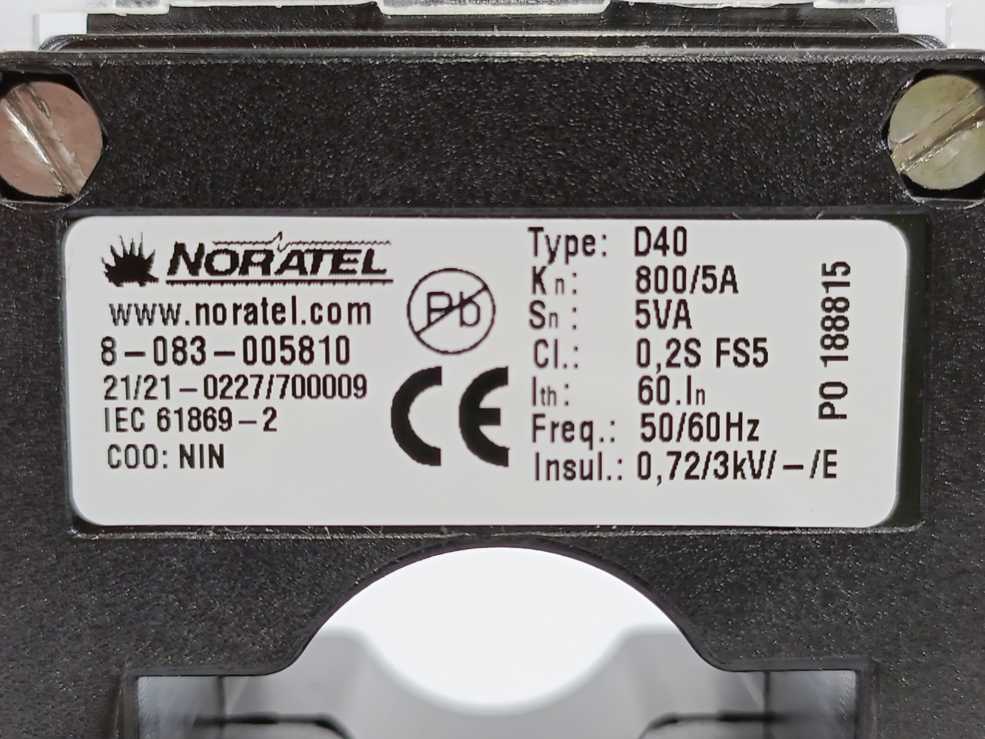 NORATEL
www.noratel.com
8-083-005810
21/21-0227/700009
IEC 61869-2
COO: NIN
Pb
CE
Type: D40
Kn: 800/5A
Sn: 5VA
Cl.: 0,2S FS5
Ith: 60.In
Freq.: 50/60Hz
Insul.: 0,72/3kV/-/E
PO 188815